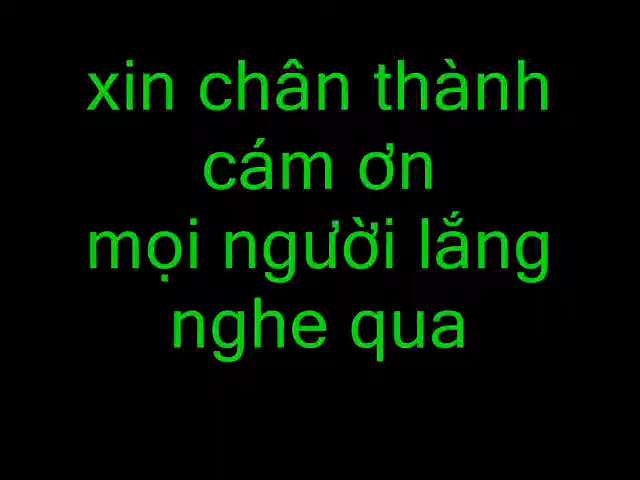 xin chân thành
cám ơn
mọi người lắng
nghe qua